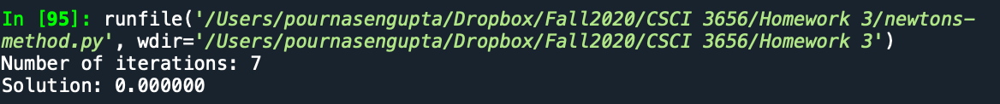 In [95]: runfile('/Users/pournasengupta/Dropbox/Fall2020/CSCI 3656/Homework 3/newtons-
method.py', wdir='/Users/pournasengupta/Dropbox/Fall2020/CSCI 3656/Homework 3')
Number of iterations: 7
Solution: 0.000000